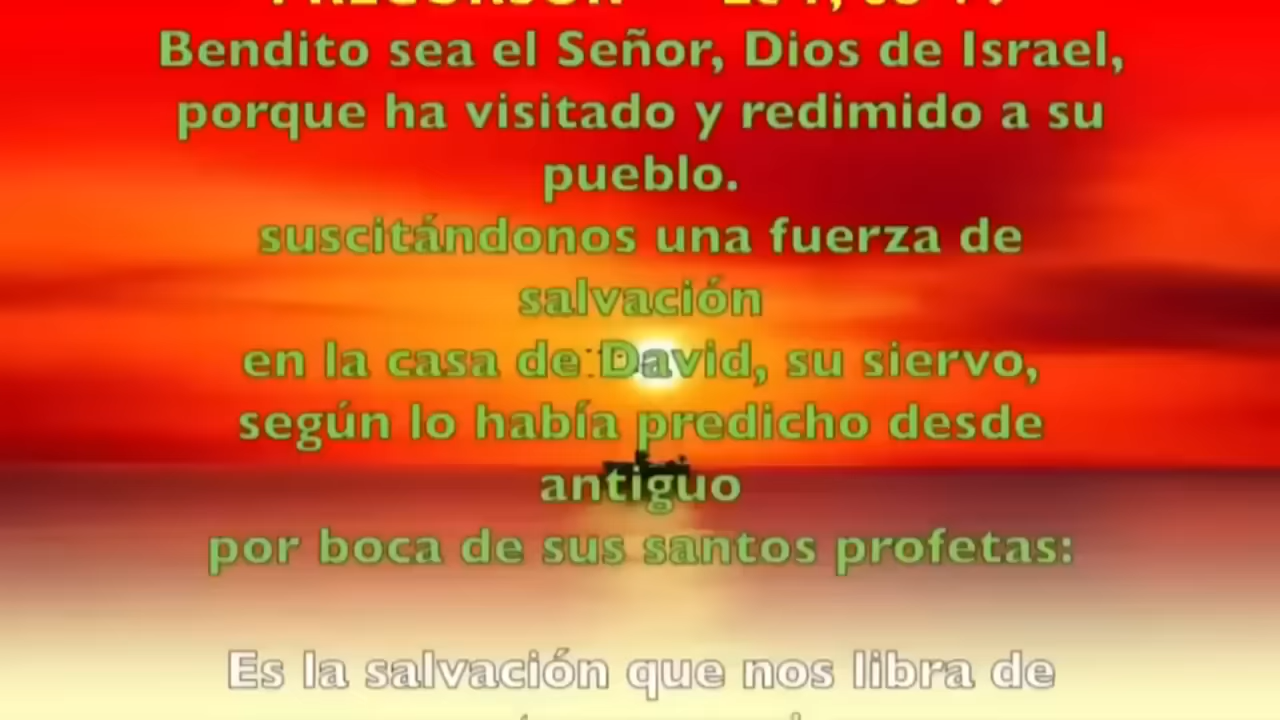 Bendito sea el Señor, Dios de Israel,
porque ha visitado y redimido a su
pueblo.
suscitándonos una fuerza de
salvación
en la casa de David, su siervo,
según lo había predicho desde
antiguo
por boca de sus santos profetas:
Es la salvación que nos libra de